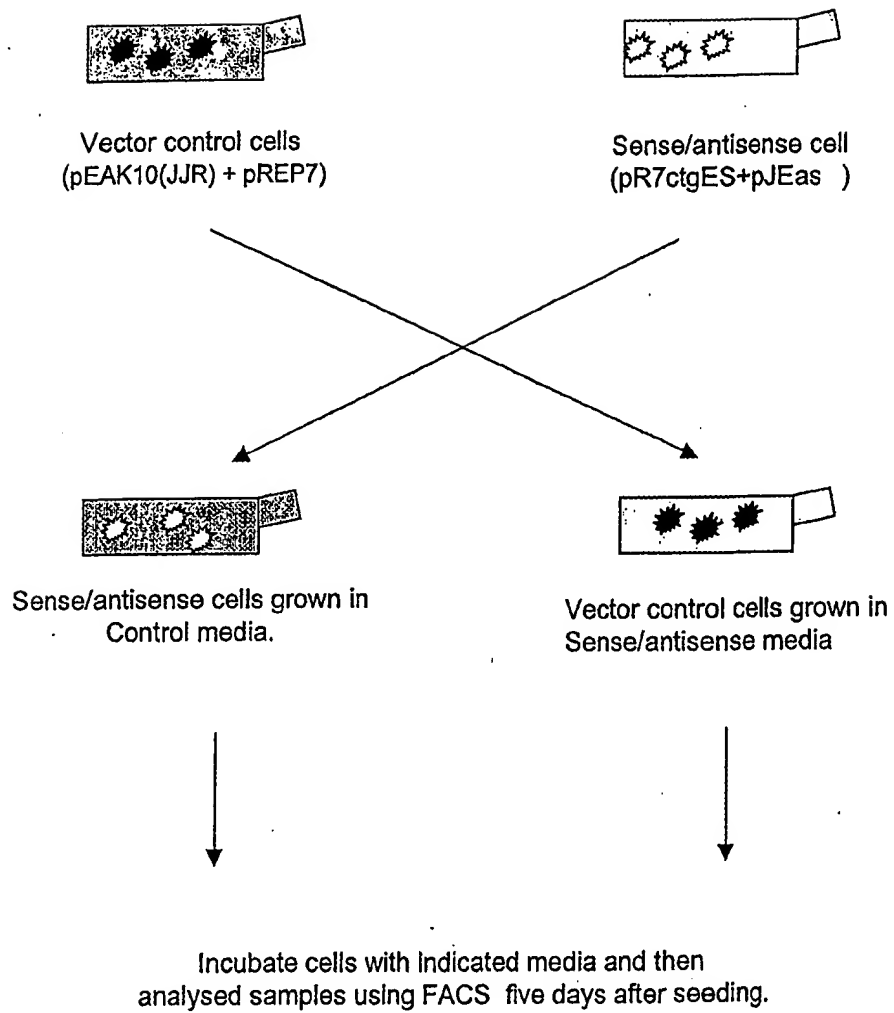 Vector control cells
(pEAK10(JJR) + pREP7)
Sense/antisense cell
(pR7ctgES+pJEas )
Sense/antisense cells grown in
Control media.
Vector control cells grown in
Sense/antisense media
Incubate cells with indicated media and then
analysed samples using FACS five days after seeding.